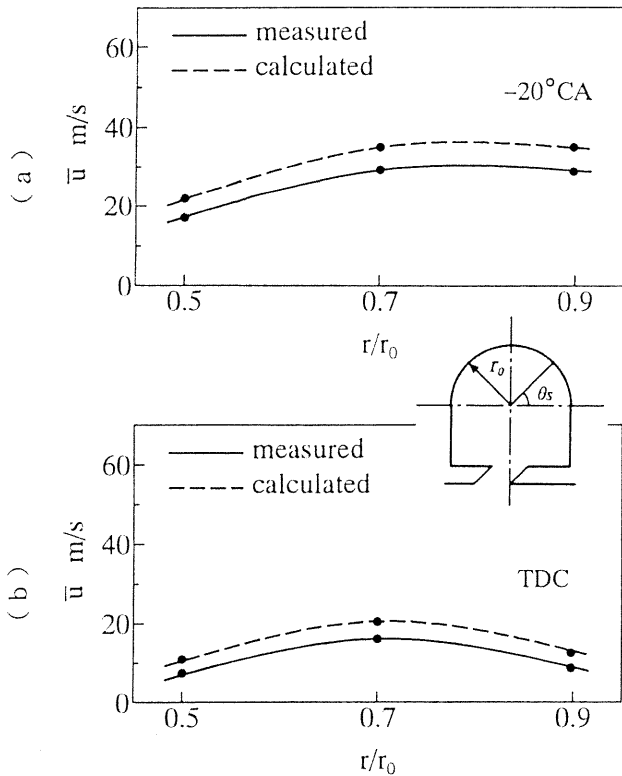 measured
calculated
-20°CA
60
40
20
0
(a)
u̅ m/s
0.5 0.7 0.9
r/r₀
r₀
θs
measured
calculated
TDC
60
40
20
0
(b)
u̅ m/s
0.5 0.7 0.9
r/r₀